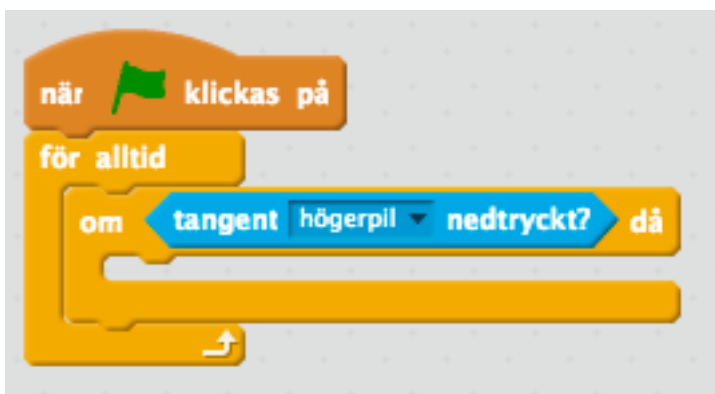 när klickas på
för alltid
om tangent högerpil nedtryckt? då